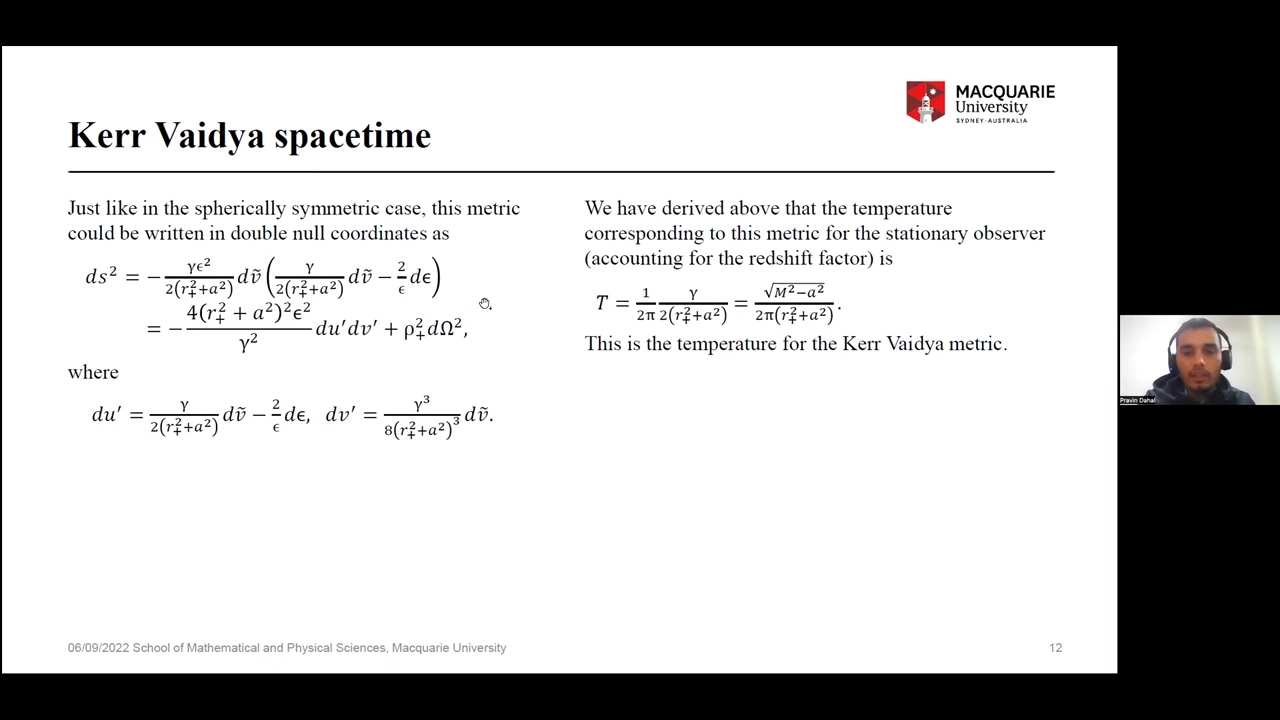 MACQUARIE
University
SYDNEY·AUSTRALIA
Kerr Vaidya spacetime
Just like in the spherically symmetric case, this metric
could be written in double null coordinates as
ds² = −γϵ²/2(r₊²+a²) dṽ (γ/2(r₊²+a²) dṽ − 2/ϵ dϵ)
= −4(r₊² + a²)²ϵ²/γ² du′dv′ + ρ₊²dΩ²,
where
du′ = γ/2(r₊²+a²) dṽ − 2/ϵ dϵ, dv′ = γ³/8(r₊²+a²)³ dṽ.
We have derived above that the temperature
corresponding to this metric for the stationary observer
(accounting for the redshift factor) is
T = 1/2π γ/2(r₊²+a²) = √M²−a²/2π(r₊²+a²).
This is the temperature for the Kerr Vaidya metric.
Pravin Dahal
06/09/2022 School of Mathematical and Physical Sciences, Macquarie University
12